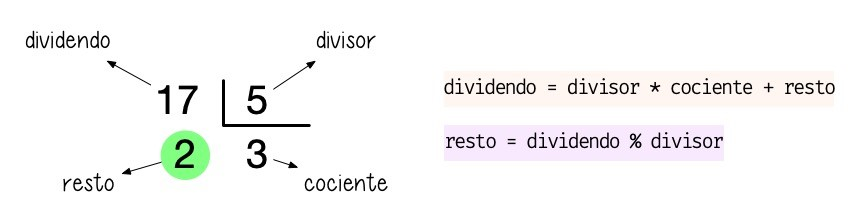 dividendo
divisor
17
5
2
3
resto
cociente
dividendo = divisor * cociente + resto
resto = dividendo % divisor